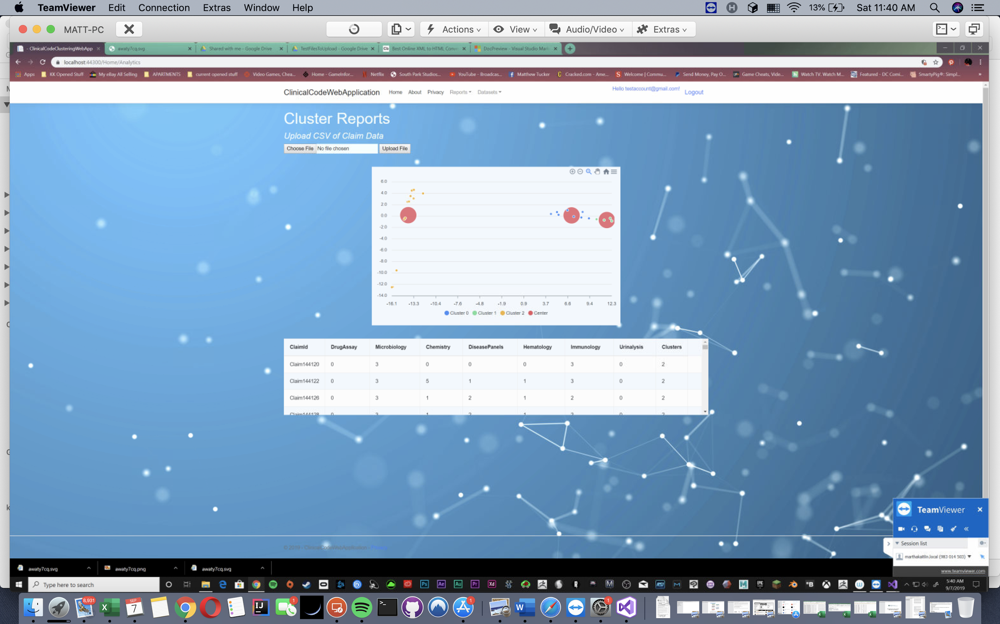 TeamViewer Edit Connection Extras Window Help 13% Sat 11:40 AM
MATT-PC Actions View Audio/Video Extras
- ClinicalCodeClusteringWebApp awaty7cq.svg Shared with me - Google Drive TestFilesToUpload - Google Drive Best Online XML to HTML Conve DocPreview - Visual Studio Mark
localhost:44300/Home/Analytics
Apps KK Opened Stuff My eBay All Selling APARTMENTS current opened stuff Video Games, Chea... Home - GameInfor... Netflix South Park Studios... YouTube - Broadcas... Matthew Tucker Cracked.com - Ame... Welcome | Commu... Send Money, Pay O... Game Cheats, Vide... Watch TV. Watch M... Featured - DC Comi... SmartyPig®: Simpl... »
ClinicalCodeWebApplication Home About Privacy Reports Datasets Hello testaccount@gmail.com! Logout
Cluster Reports
Upload CSV of Claim Data
Choose File No file chosen Upload File
6.0
4.0
2.0
0.0
-2.0
-4.0
-6.0
-8.0
-10.0
-12.0
-14.0
-16.1 -13.3 -10.4 -7.6 -4.8 -1.9 0.9 3.7 6.6 9.4 12.3
Cluster 0 Cluster 1 Cluster 2 Center
ClaimId DrugAssay Microbiology Chemistry DiseasePanels Hematology Immunology Urinalysis Clusters
Claim144120 0 3 0 0 0 3 0 2
Claim144122 0 3 5 1 1 3 0 2
Claim144126 0 3 1 2 1 2 0 2
Claim144128 0 3 1 2 1 2 0 2
© 2019 - ClinicalCodeWebApplication - Privacy
TeamViewer
Session list
marthakaitlin.local (983 014 503)
www.teamviewer.com
awaty7cq.svg awaty7cq.png awaty7cq.svg
Type here to search
Ps Ae Au Pr Xd
5:40 AM
9/7/2019
8,931
SEP
7
IJ
1
1
1
W